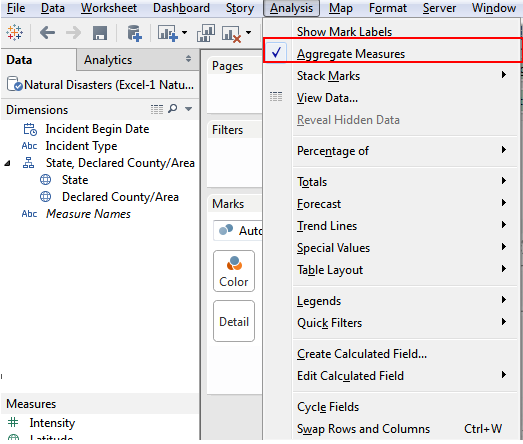 File Data Worksheet Dashboard Story Analysis Map Format Server Window
Show Mark Labels
Aggregate Measures
Stack Marks
View Data...
Reveal Hidden Data
Percentage of
Totals
Forecast
Trend Lines
Special Values
Table Layout
Legends
Quick Filters
Create Calculated Field...
Edit Calculated Field
Cycle Fields
Swap Rows and Columns Ctrl+W
Data Analytics
Natural Disasters (Excel-1 Natu...
Dimensions
Incident Begin Date
Abc Incident Type
State, Declared County/Area
State
Declared County/Area
Abc Measure Names
Measures
# Intensity
Latitude
Pages
Filters
Marks
Auto
Color
Detail